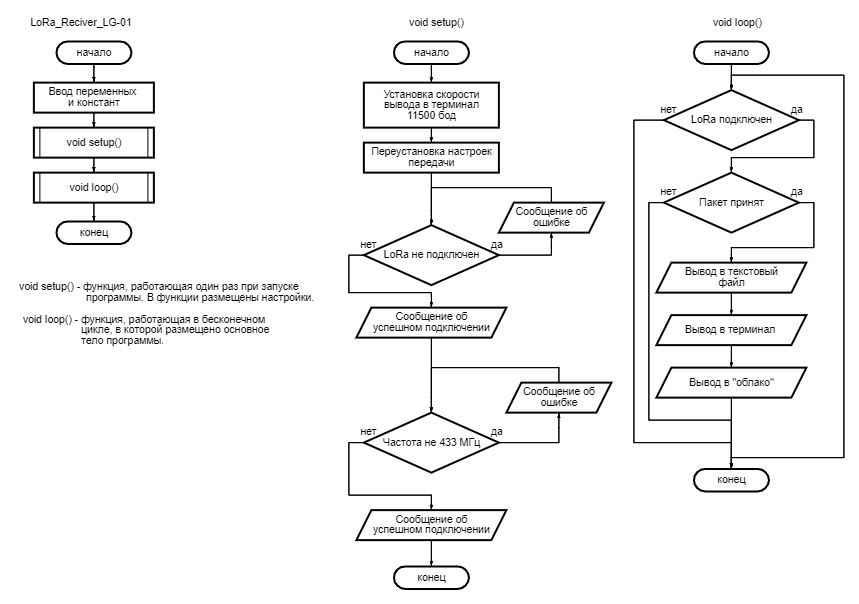 LoRa_Reciver_LG-01
начало
Ввод переменных
и констант
void setup()
void loop()
конец
void setup() - функция, работающая один раз при запуске
программы. В функции размещены настройки.
void loop() - функция, работающая в бесконечном
цикле, в которой размещено основное
тело программы.
void setup()
начало
Установка скорости
вывода в терминал
11500 бод
Переустановка настроек
передачи
Сообщение об
ошибке
нет
LoRa не подключен
да
Сообщение об
успешном подключении
Сообщение об
ошибке
нет
Частота не 433 МГц
да
Сообщение об
успешном подключении
конец
void loop()
начало
нет
LoRa подключен
да
нет
Пакет принят
да
Вывод в текстовый
файл
Вывод в терминал
Вывод в "облако"
конец